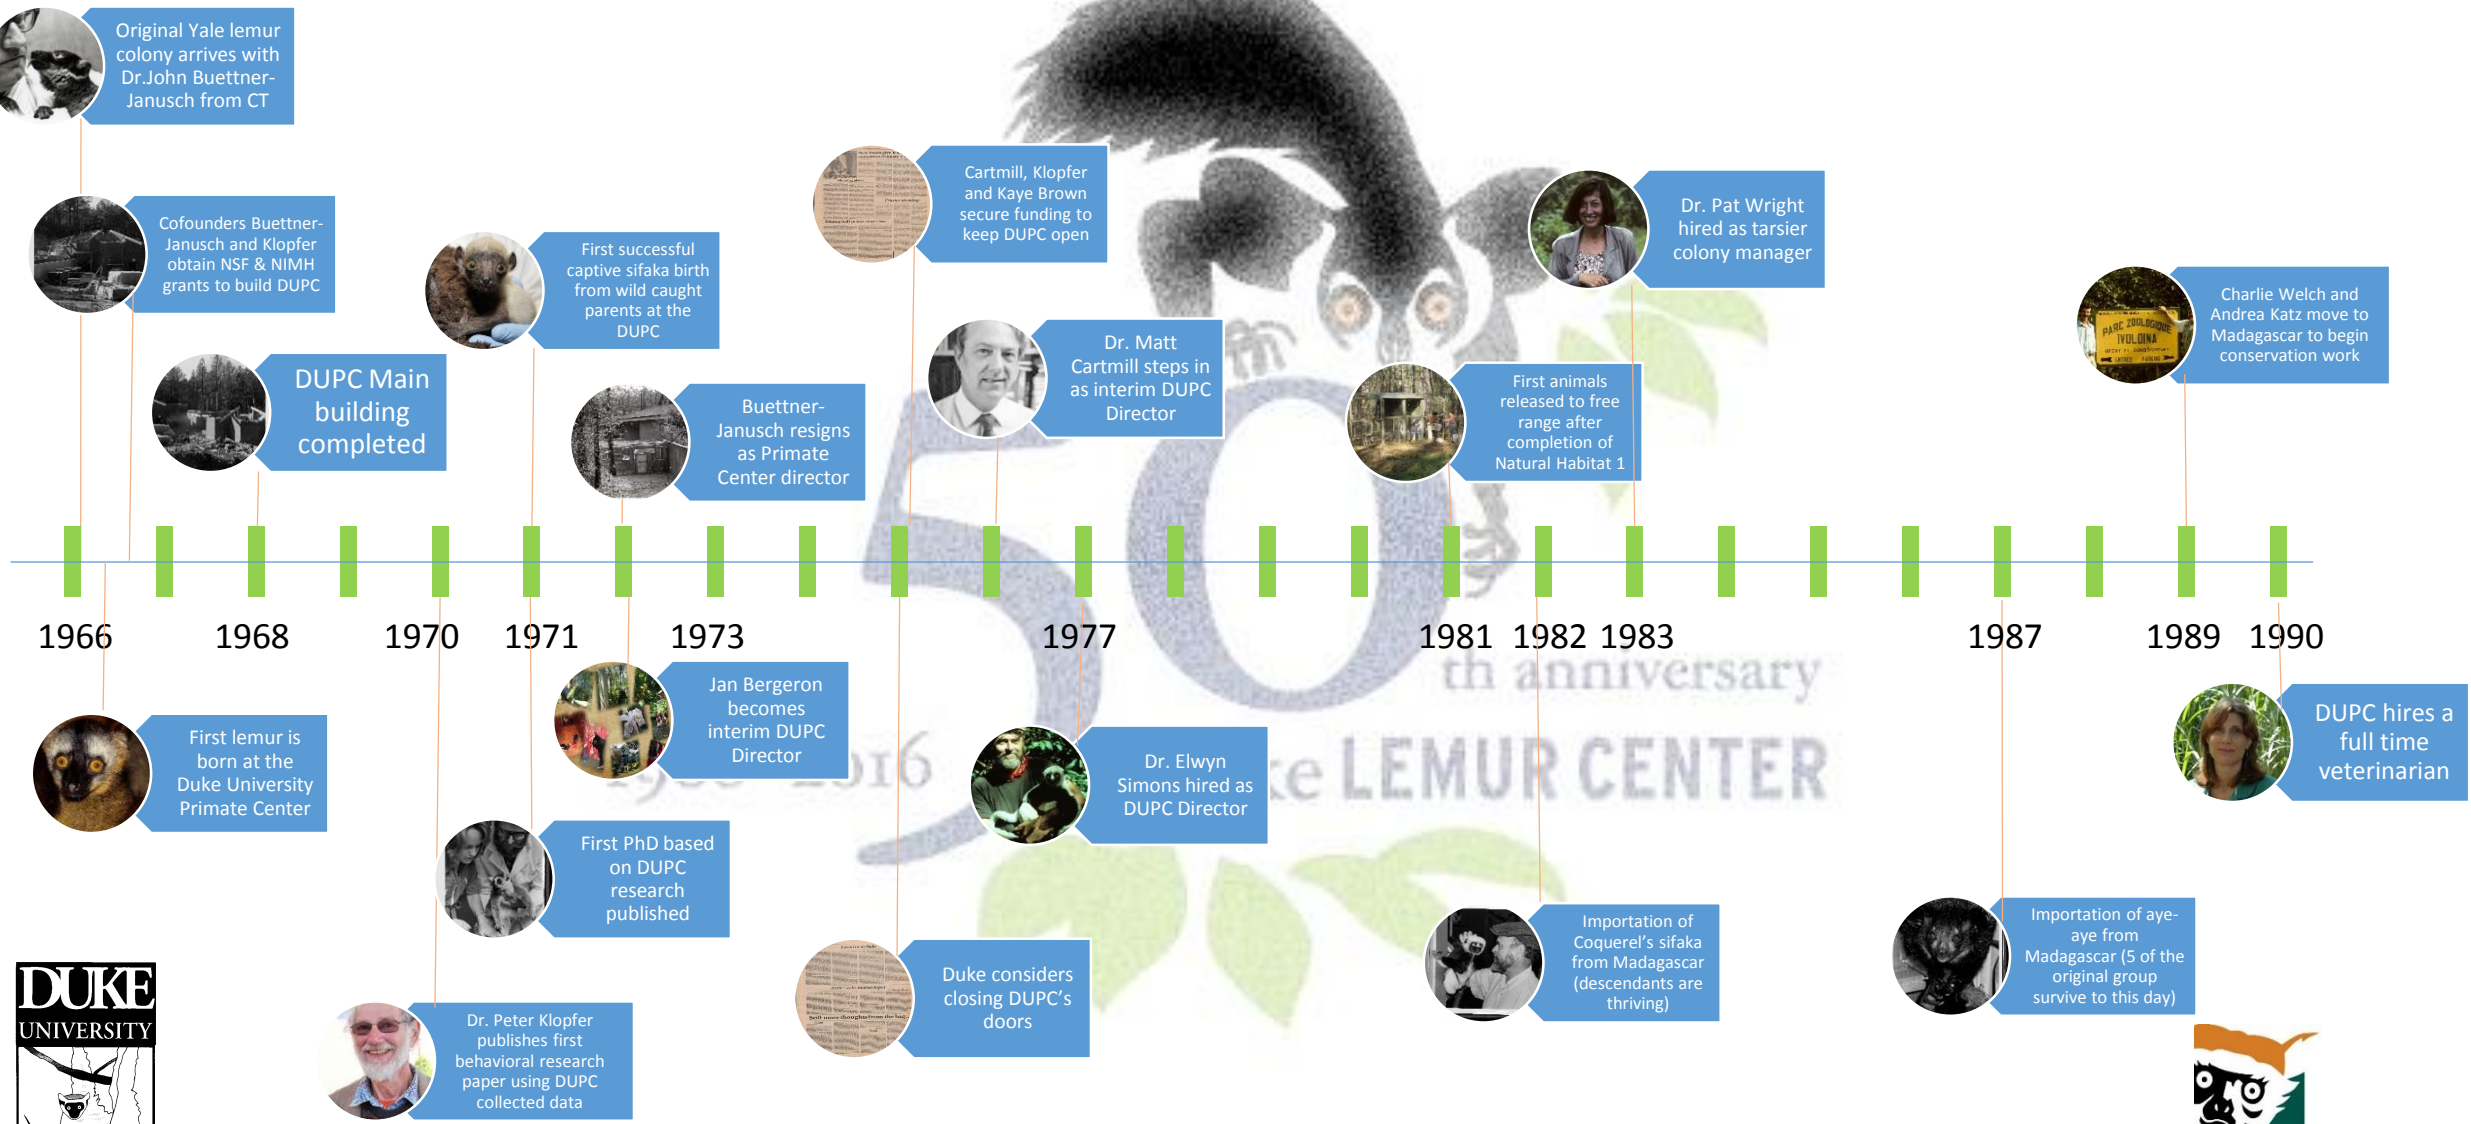 Original Yale lemur
colony arrives with
Dr.John Buettner-
Janusch from CT
Cofounders Buettner-
Janusch and Klopfer
obtain NSF & NIMH
grants to build DUPC
DUPC Main
building
completed
First successful
captive sifaka birth
from wild caught
parents at the
DUPC
Buettner-
Janusch resigns
as Primate
Center director
Cartmill, Klopfer
and Kaye Brown
secure funding to
keep DUPC open
Dr. Matt
Cartmill steps in
as interim DUPC
Director
First animals
released to free
range after
completion of
Natural Habitat 1
Dr. Pat Wright
hired as tarsier
colony manager
PARC ZOOLOGIQUE
IVOLOINA
Charlie Welch and
Andrea Katz move to
Madagascar to begin
conservation work
50
1966
1968
1970
1971
1973
1977
1981
1982
1983
1987
1989
1990
th anniversary
LEMUR CENTER
First lemur is
born at the
Duke University
Primate Center
Jan Bergeron
becomes
interim DUPC
Director
First PhD based
on DUPC
research
published
Dr. Peter Klopfer
publishes first
behavioral research
paper using DUPC
collected data
Duke considers
closing DUPC's
doors
Dr. Elwyn
Simons hired as
DUPC Director
Importation of
Coquerel's sifaka
from Madagascar
(descendants are
thriving)
Importation of aye-
aye from
Madagascar (5 of the
original group
survive to this day)
DUPC hires a
full time
veterinarian
DUKE
UNIVERSITY